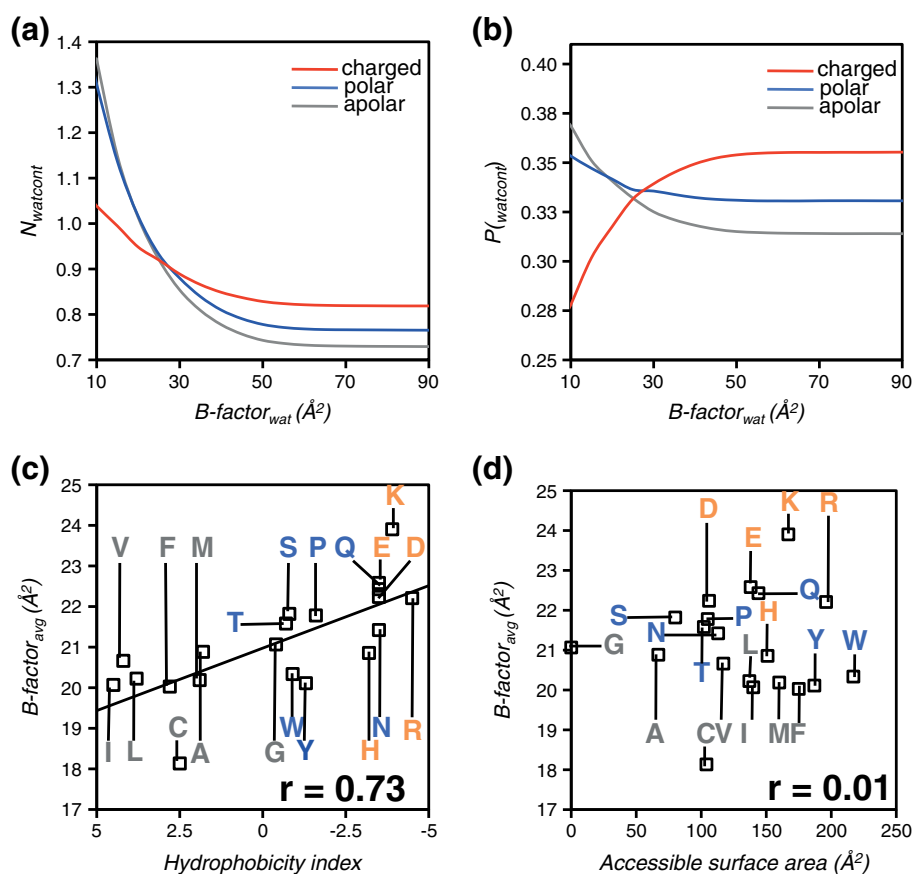 (a)
1.4
1.3
1.2
1.1
1.0
0.9
0.8
0.7
N_watcont
charged
polar
apolar
10 30 50 70 90
B-factor_wat (Å²)
(b)
0.40
0.38
0.35
0.33
0.30
0.28
0.25
P(_watcont)
charged
polar
apolar
10 30 50 70 90
B-factor_wat (Å²)
(c)
25
24
23
22
21
20
19
18
17
B-factor_avg (Å²)
K
V F M S P Q E D
T
I L C A G W Y H N R
r = 0.73
5 2.5 0 -2.5 -5
Hydrophobicity index
(d)
25
24
23
22
21
20
19
18
17
B-factor_avg (Å²)
D K R
E
S Q
N P H
G T L Y W
A C V I M F
r = 0.01
0 50 100 150 200 250
Accessible surface area (Å²)